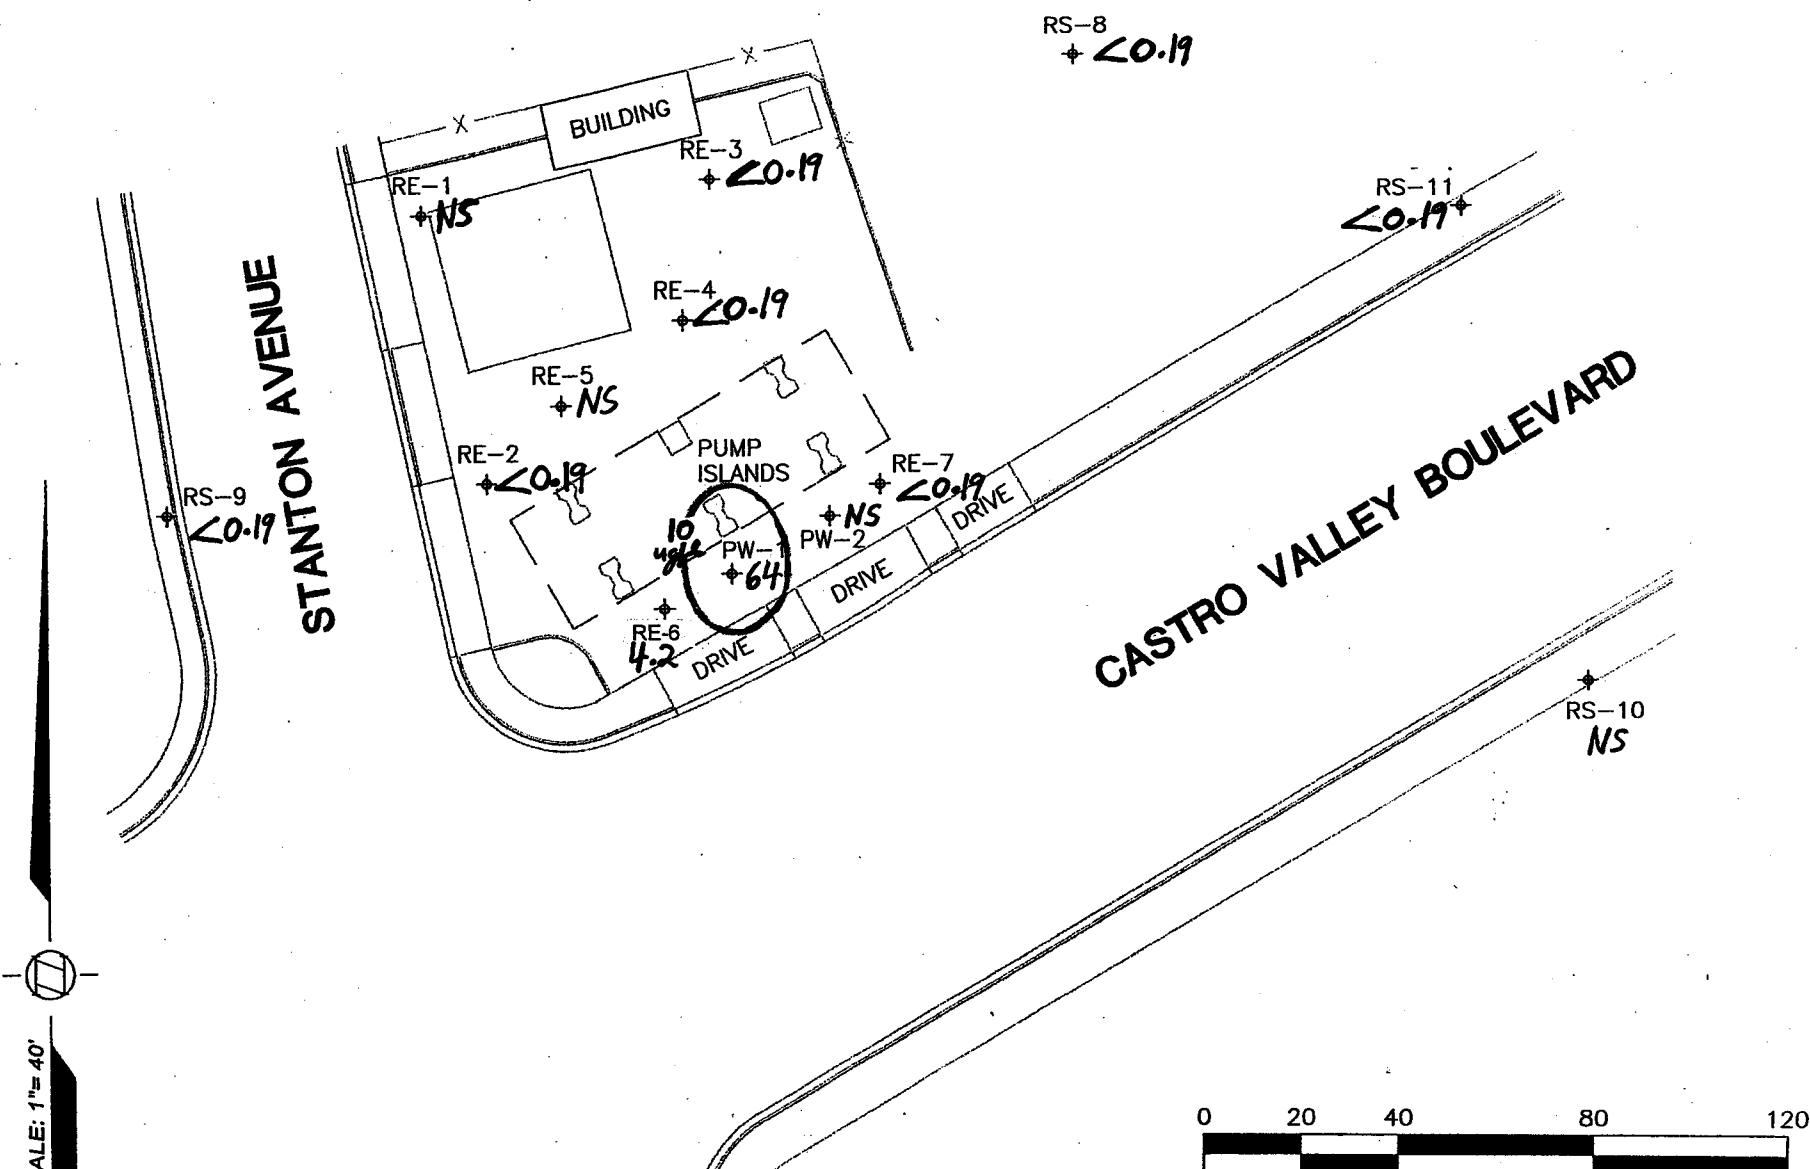 RS-8
<0.19
BUILDING
RE-3
<0.19
RE-1
NS
RS-11
<0.19
RE-4
<0.19
RE-5
NS
STANTON AVENUE
RE-2
<0.19
PUMP
ISLANDS
RE-7
<0.19
DRIVE
RS-9
<0.19
10
NS
PW-2
PW-1
64
DRIVE
RE-6
4.2
DRIVE
CASTRO VALLEY BOULEVARD
RS-10
NS
ALE: 1"= 40'
0 20 40 80 120